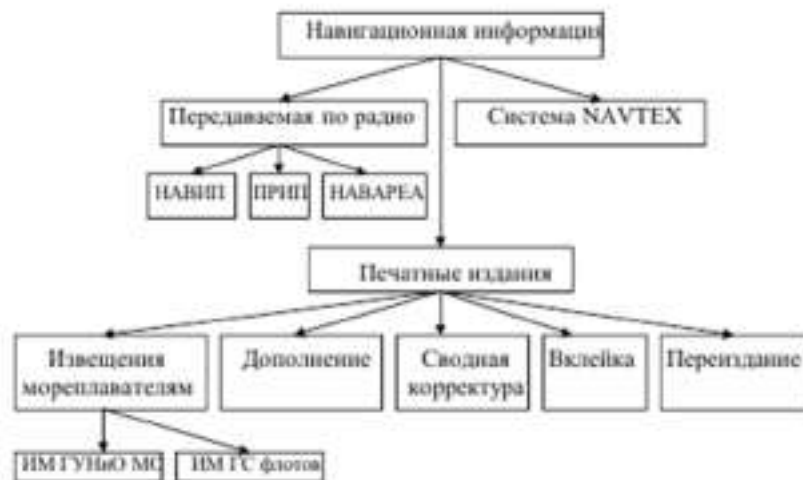 Навигационная информация
Передаваемая по радио
Система NAVTEX
НАВИП
ПРИП
НАВАРЕА
Печатные издания
Извещения
мореплавателям
Дополнение
Сводная
корректура
Вклейка
Переиздание
ИМ ГУНиО МО
ИМ ГС флотов